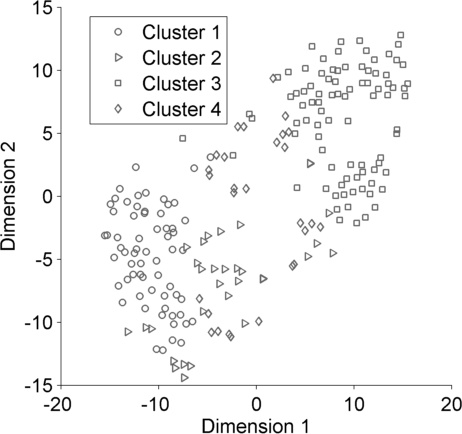 15
10
5
0
-5
-10
-15
Dimension 2
Cluster 1
Cluster 2
Cluster 3
Cluster 4
-20
-10
0
10
20
Dimension 1